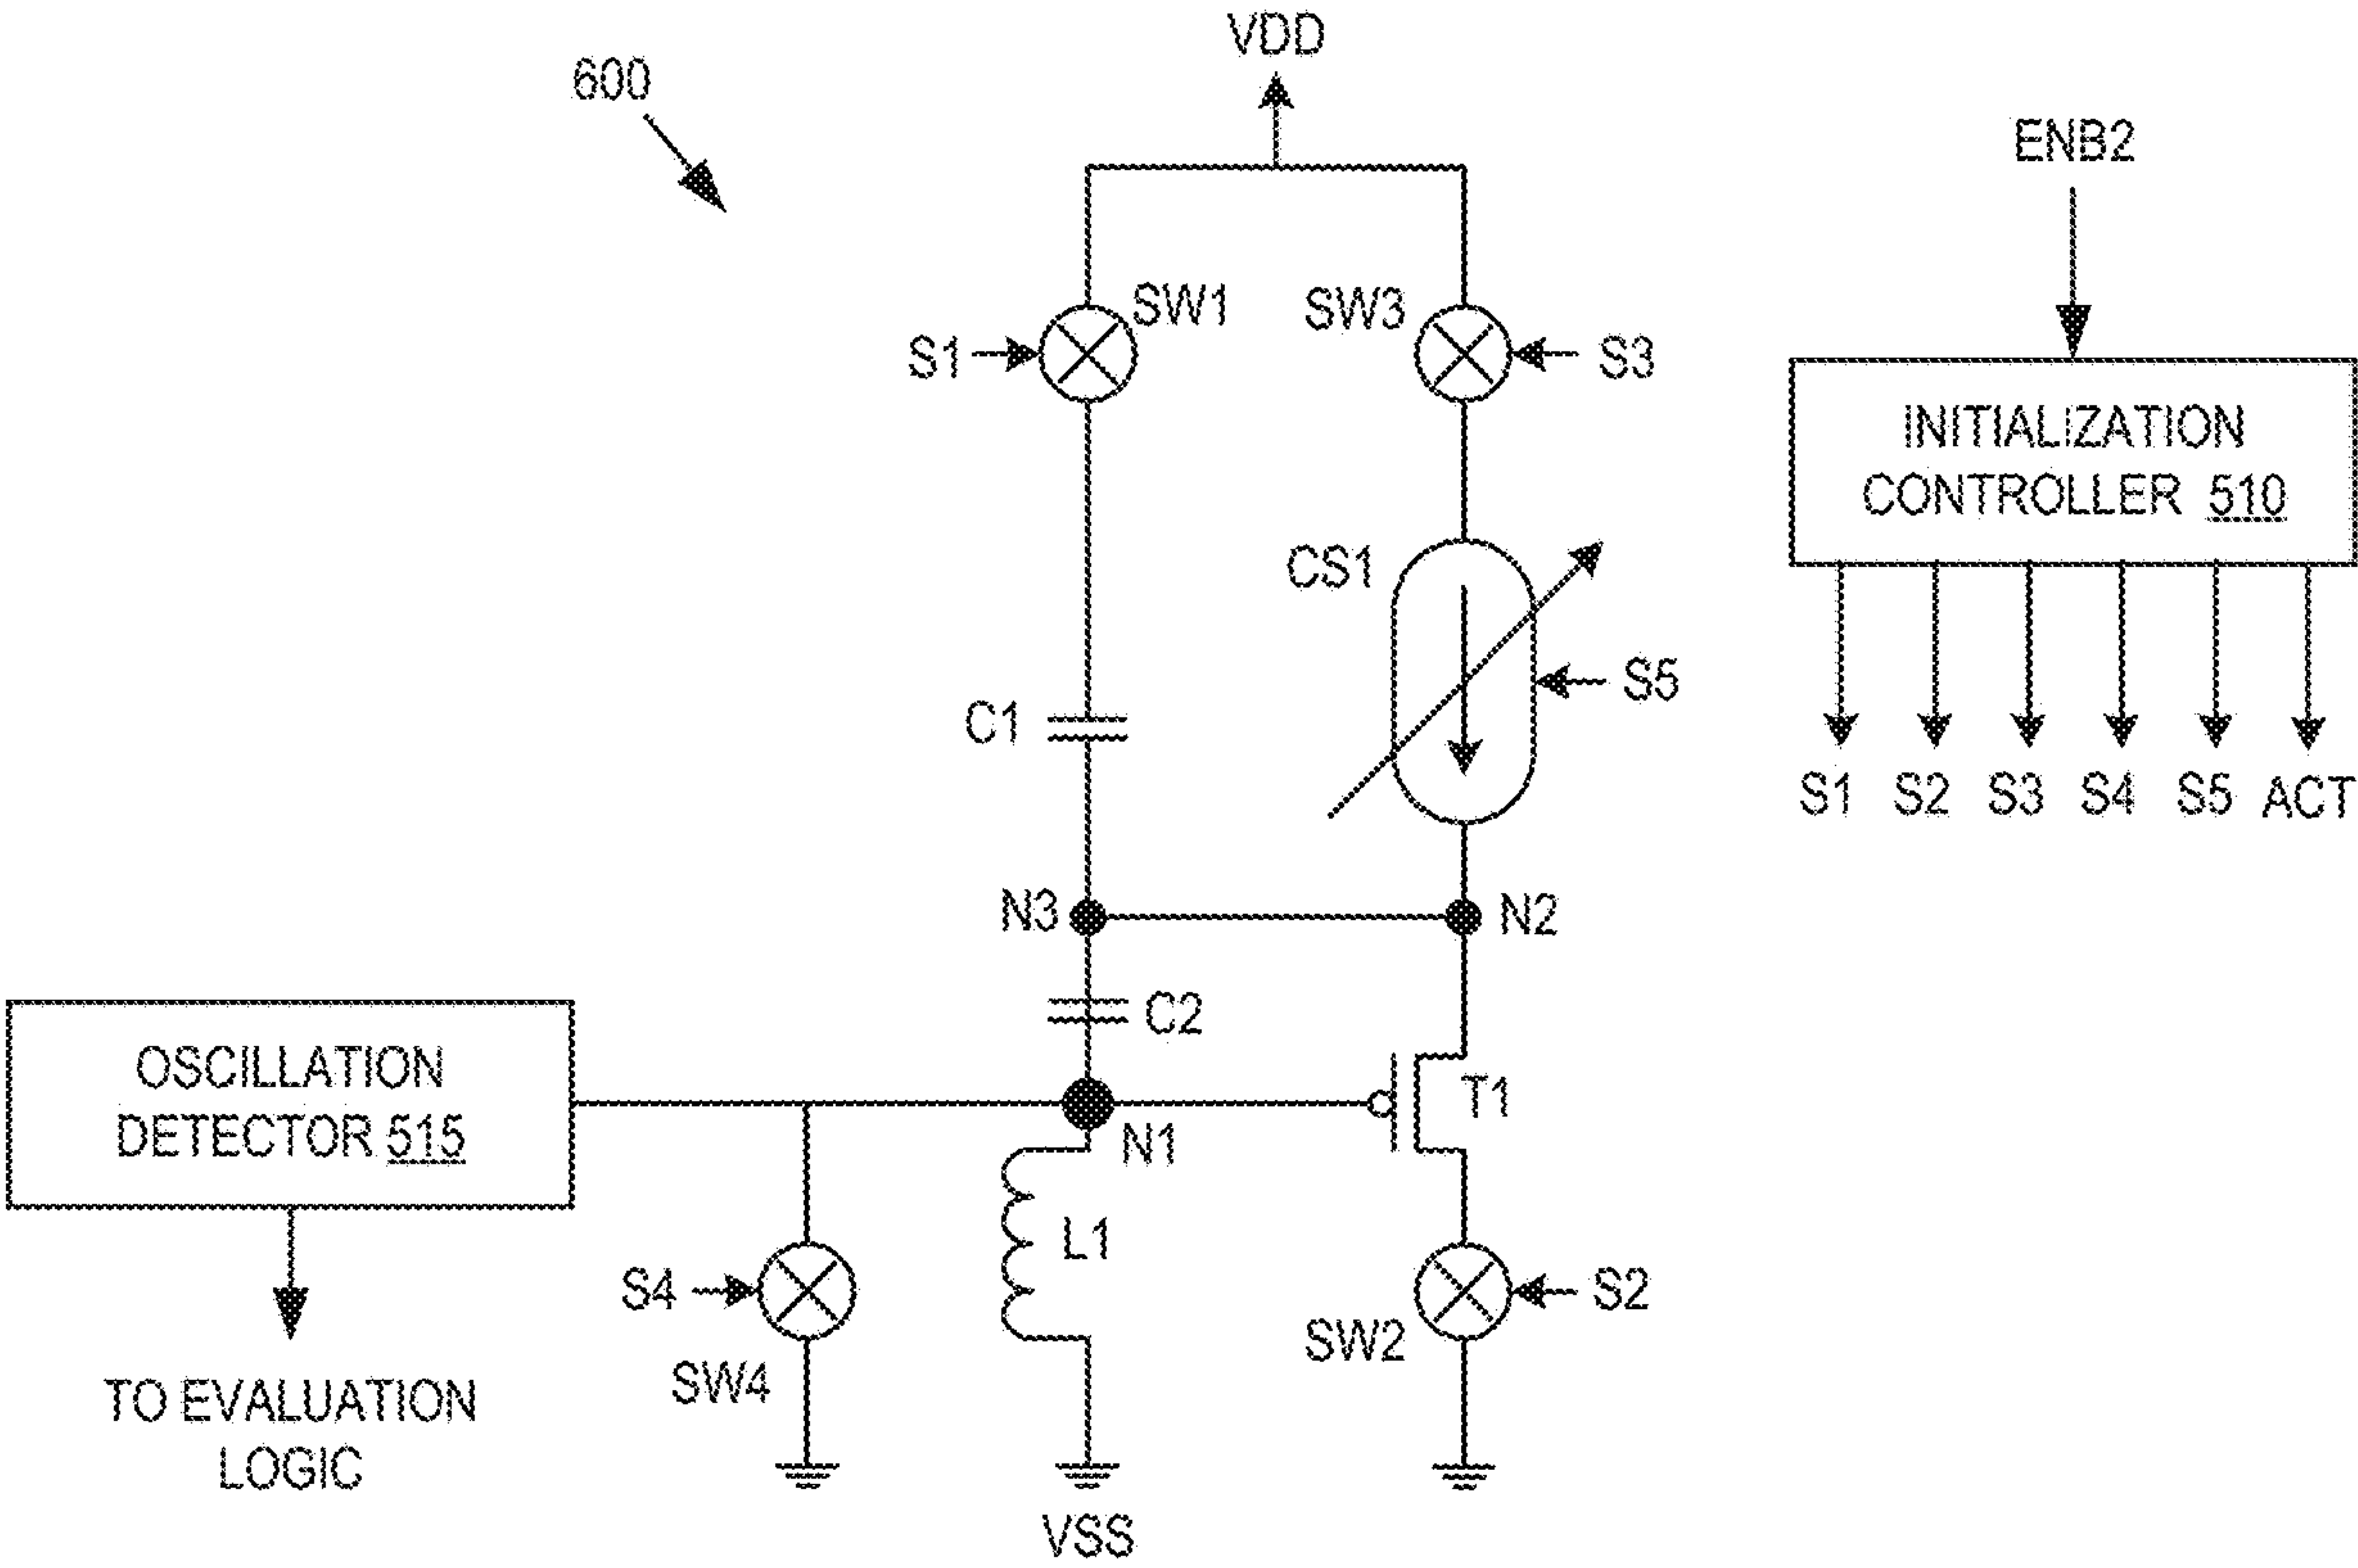 VDD
600
ENB2
SW1
SW3
S1
S3
INITIALIZATION
CONTROLLER 510
CS1
S5
C1
S1 S2 S3 S4 S5 ACT
N3
N2
C2
OSCILLATION
DETECTOR 515
T1
N1
L1
S4
S2
SW2
SW4
TO EVALUATION
LOGIC
VSS